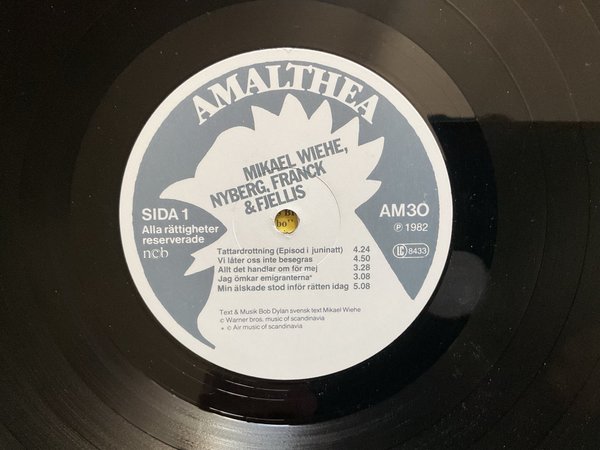 AMALTHEA
MIKAEL WIEHE,
NYBERG, FRANCK
& FJELLIS
SIDA 1
Alla rättigheter
reserverade
ncb
AM30
Ⓟ 1982
LC 8433
Tattardrottning (Episod i juninatt) 4.24
Vi låter oss inte besegras 4.50
Allt det handlar om för mej 3.28
Jag ömkar emigranterna* 3.08
Min älskade stod inför rätten idag 5.08
Text & Musik Bob Dylan svensk text Mikael Wiehe
© Warner bros. music of scandinavia
* © Air music of scandinavia